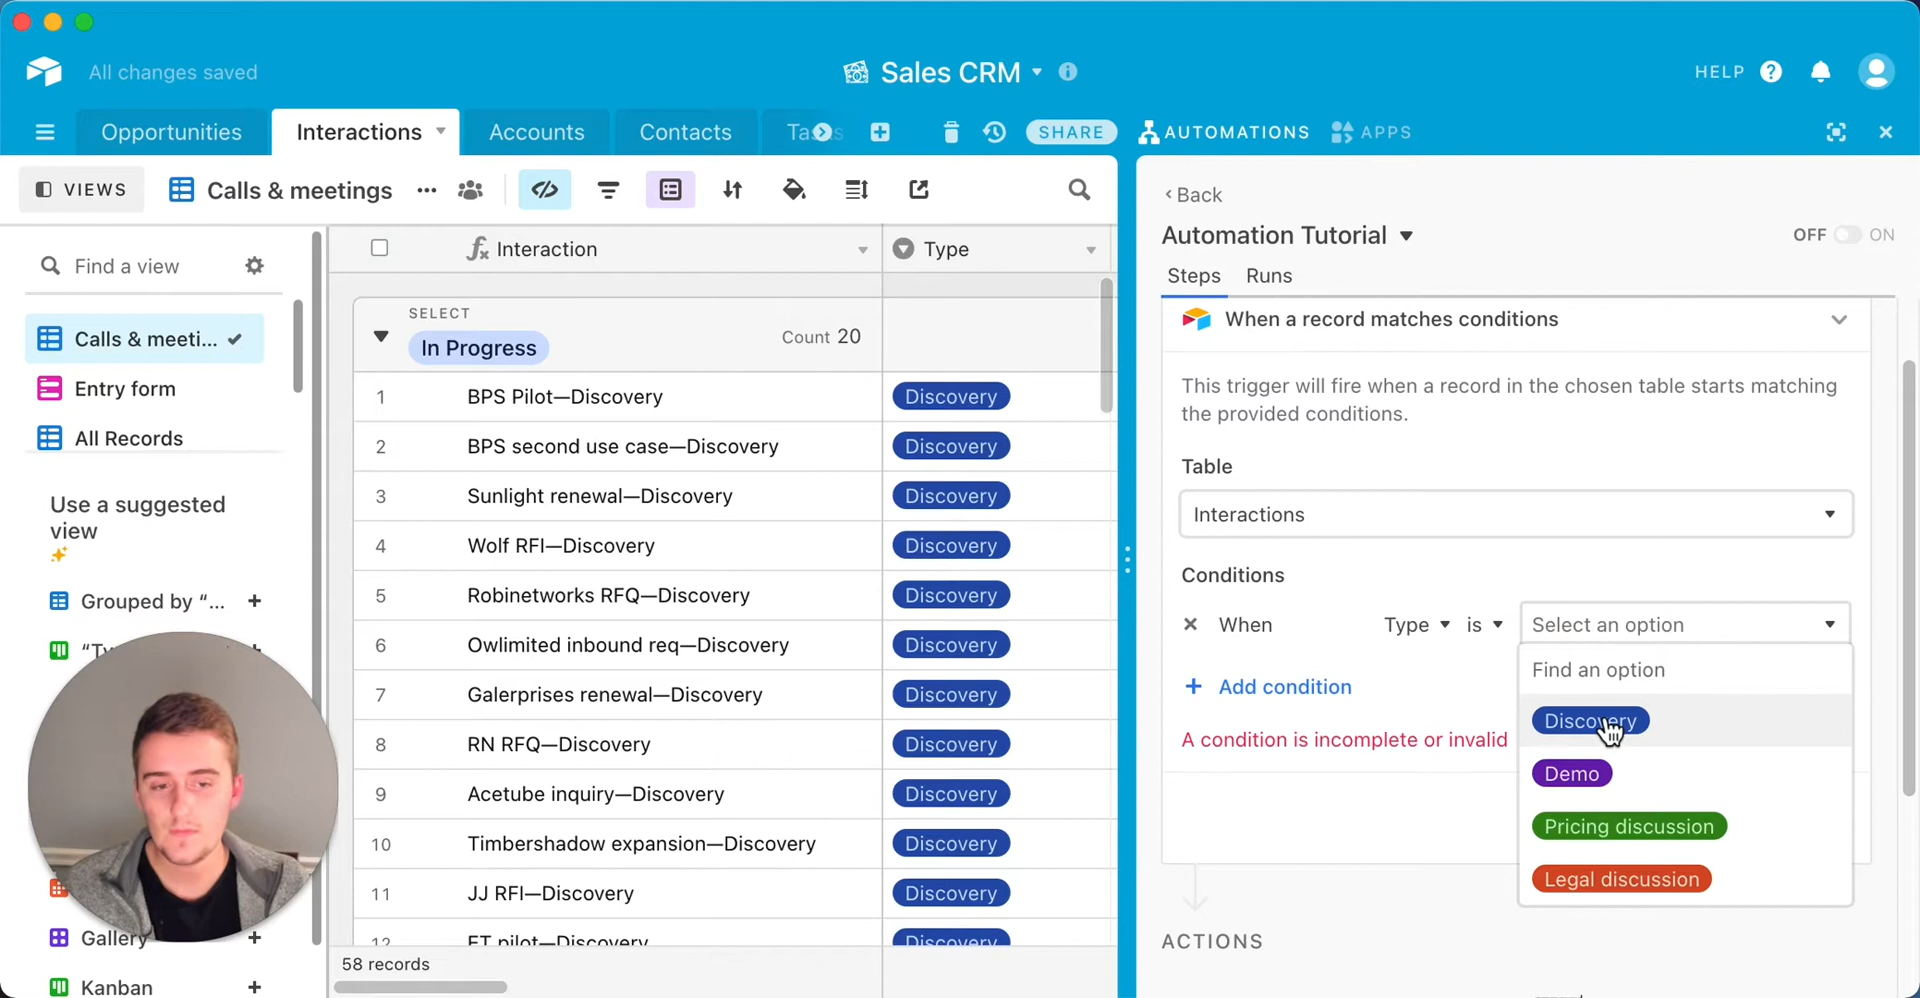 All changes saved
Sales CRM
HELP
Opportunities
Interactions
Accounts
Contacts
SHARE
AUTOMATIONS
APPS
VIEWS
Calls & meetings
Find a view
Calls & meeti...
Entry form
All Records
Use a suggested
view
Grouped by “...
Gallery
Kanban
Interaction
Type
SELECT
In Progress
Count 20
1 BPS Pilot—Discovery Discovery
2 BPS second use case—Discovery Discovery
3 Sunlight renewal—Discovery Discovery
4 Wolf RFI—Discovery Discovery
5 Robinetworks RFQ—Discovery Discovery
6 Owlimited inbound req—Discovery Discovery
7 Galerprises renewal—Discovery Discovery
8 RN RFQ—Discovery Discovery
9 Acetube inquiry—Discovery Discovery
10 Timbershadow expansion—Discovery Discovery
11 JJ RFI—Discovery Discovery
12 ET pilot—Discovery Discovery
58 records
Back
Automation Tutorial
OFF ON
Steps Runs
When a record matches conditions
This trigger will fire when a record in the chosen table starts matching
the provided conditions.
Table
Interactions
Conditions
When Type is Select an option
Find an option
Discovery
Demo
Pricing discussion
Legal discussion
Add condition
A condition is incomplete or invalid
ACTIONS